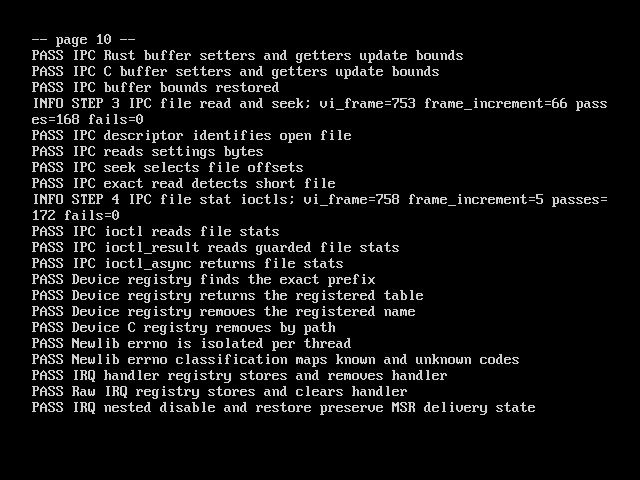 -- page 10 --
PASS IPC Rust buffer setters and getters update bounds
PASS IPC C buffer setters and getters update bounds
PASS IPC buffer bounds restored
INFO STEP 3 IPC file read and seek; vi_frame=753 frame_increment=66 pass
es=168 fails=0
PASS IPC descriptor identifies open file
PASS IPC reads settings bytes
PASS IPC seek selects file offsets
PASS IPC exact read detects short file
INFO STEP 4 IPC file stat ioctls; vi_frame=758 frame_increment=5 passes=
172 fails=0
PASS IPC ioctl reads file stats
PASS IPC ioctl_result reads guarded file stats
PASS IPC ioctl_async returns file stats
PASS Device registry finds the exact prefix
PASS Device registry returns the registered table
PASS Device registry removes the registered name
PASS Device C registry removes by path
PASS Newlib errno is isolated per thread
PASS Newlib errno classification maps known and unknown codes
PASS IRQ handler registry stores and removes handler
PASS Raw IRQ registry stores and clears handler
PASS IRQ nested disable and restore preserve MSR delivery state